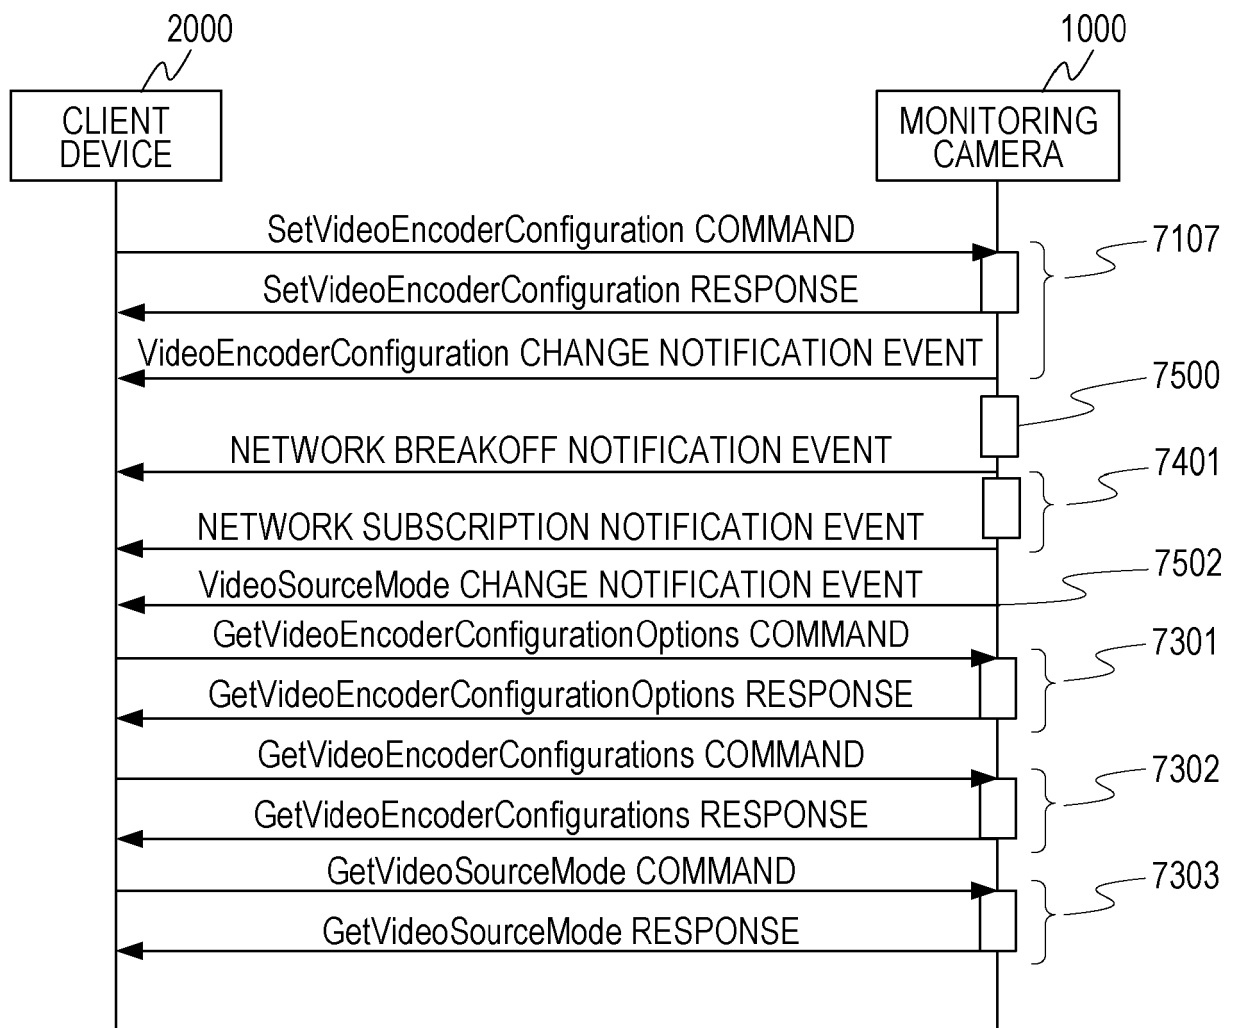 2000
1000
CLIENT
DEVICE
MONITORING
CAMERA
SetVideoEncoderConfiguration COMMAND
7107
SetVideoEncoderConfiguration RESPONSE
VideoEncoderConfiguration CHANGE NOTIFICATION EVENT
7500
NETWORK BREAKOFF NOTIFICATION EVENT
7401
NETWORK SUBSCRIPTION NOTIFICATION EVENT
7502
VideoSourceMode CHANGE NOTIFICATION EVENT
GetVideoEncoderConfigurationOptions COMMAND
7301
GetVideoEncoderConfigurationOptions RESPONSE
GetVideoEncoderConfigurations COMMAND
7302
GetVideoEncoderConfigurations RESPONSE
GetVideoSourceMode COMMAND
7303
GetVideoSourceMode RESPONSE